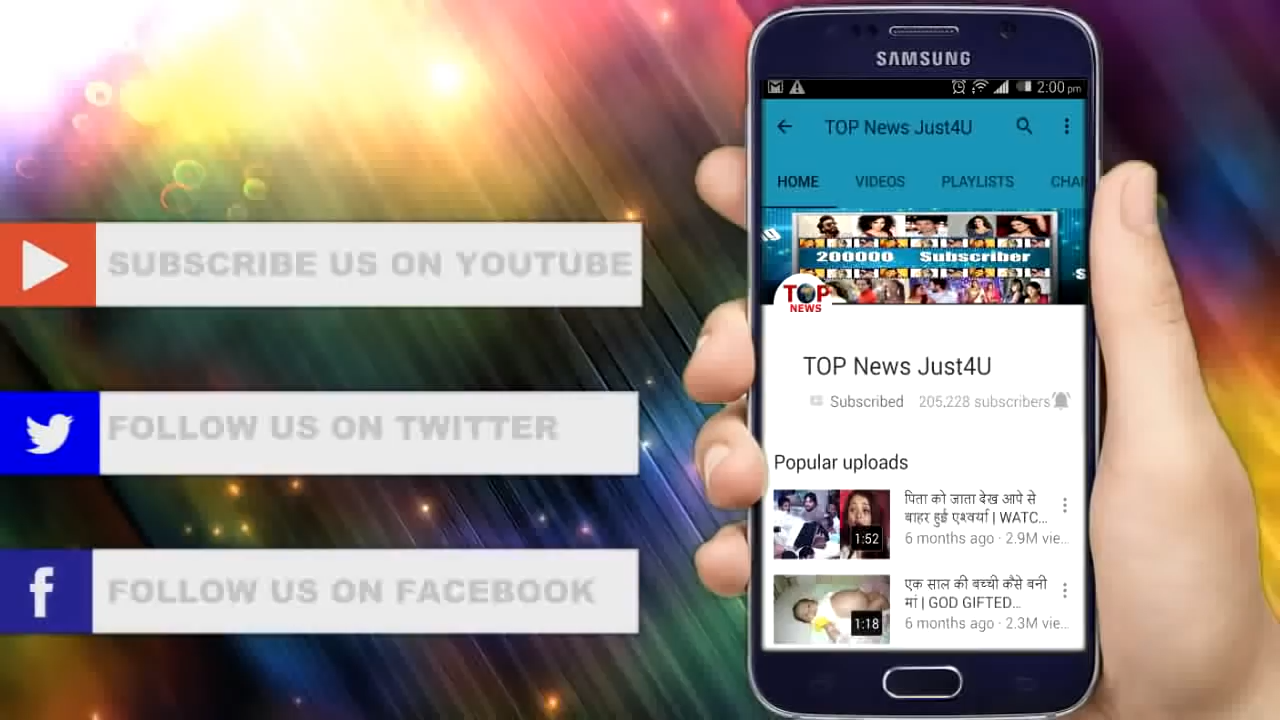 SUBSCRIBE US ON YOUTUBE
FOLLOW US ON TWITTER
FOLLOW US ON FACEBOOK
SAMSUNG
2:00 pm
TOP News Just4U
HOME VIDEOS PLAYLISTS CHAN
200000 Subscriber
TOP
NEWS
TOP News Just4U
Subscribed 205,228 subscribers
Popular uploads
पिता को जाता देख आपे से
बाहर हुई एश्वर्या | WATC...
6 months ago · 2.9M vie...
1:52
एक साल की बच्ची कैसे बनी
मां | GOD GIFTED...
6 months ago · 2.3M vie...
1:18